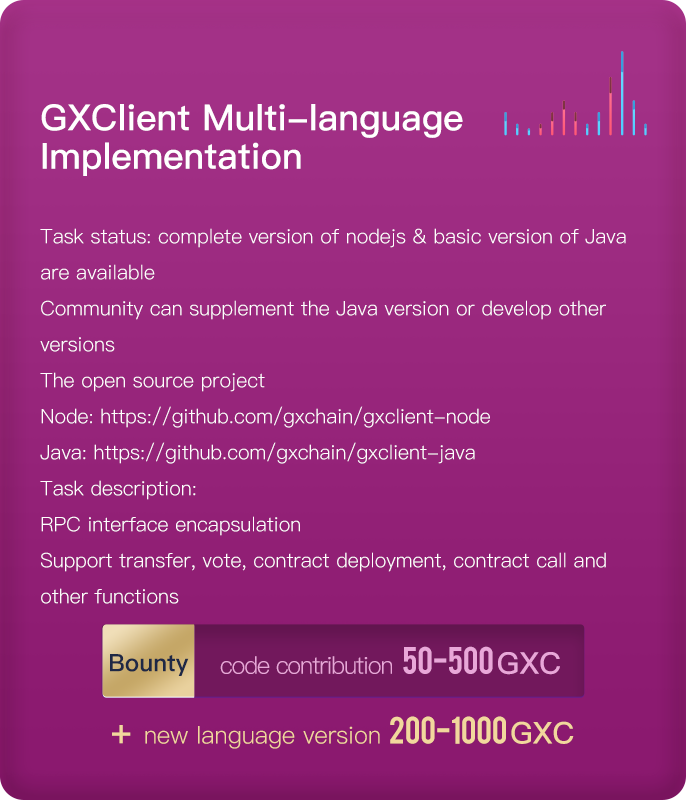 GXClient Multi-language
Implementation
Task status: complete version of nodejs & basic version of Java
are available
Community can supplement the Java version or develop other
versions
The open source project
Node: https://github.com/gxchain/gxclient-node
Java: https://github.com/gxchain/gxclient-java
Task description:
RPC interface encapsulation
Support transfer, vote, contract deployment, contract call and
other functions
Bounty code contribution 50-500 GXC
+ new language version 200-1000 GXC